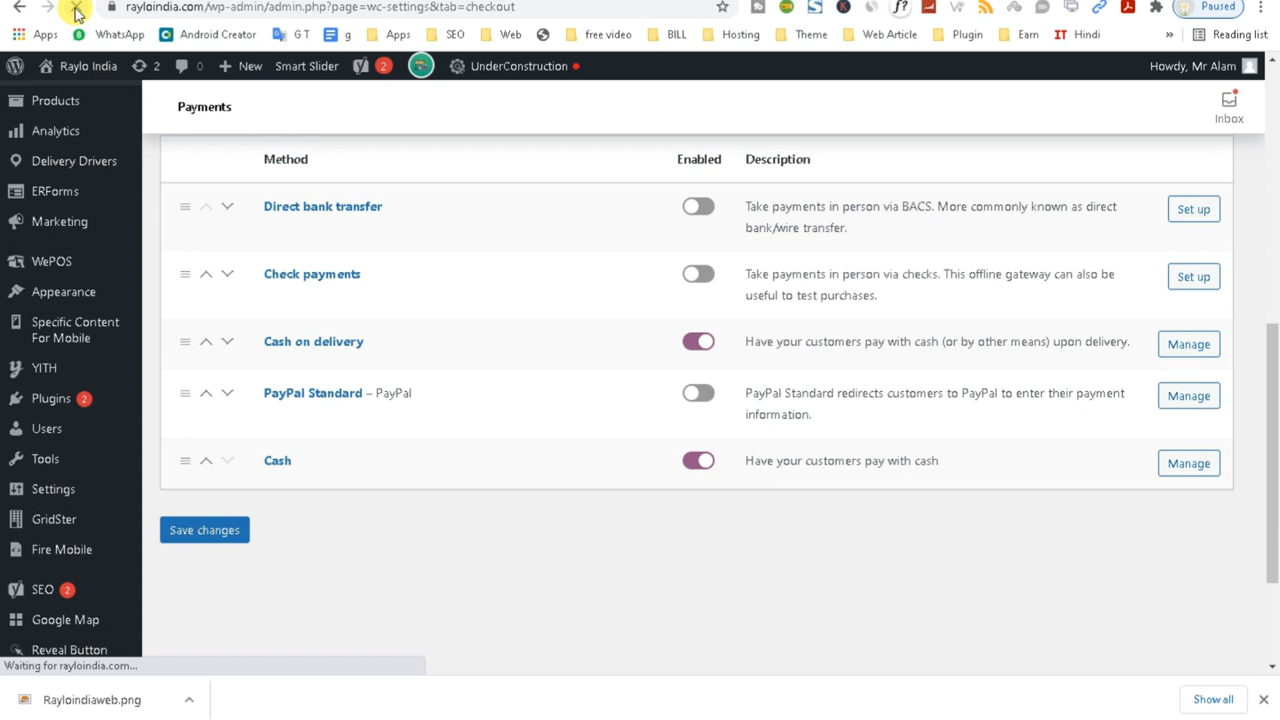 rayloindia.com/wp-admin/admin.php?page=wc-settings&tab=checkout
Paused
Apps WhatsApp Android Creator G T g Apps SEO Web free video BILL Hosting Theme Web Article Plugin Earn IT Hindi » Reading list
Raylo India 2 0 New Smart Slider 2 UnderConstruction Howdy, Mr Alam
Products
Analytics
Delivery Drivers
ERForms
Marketing
WePOS
Appearance
Specific Content
For Mobile
YITH
Plugins 2
Users
Tools
Settings
GridSter
Fire Mobile
SEO 2
Google Map
Reveal Button
Payments
Inbox
Method Enabled Description
Direct bank transfer Take payments in person via BACS. More commonly known as direct Set up
bank/wire transfer.
Check payments Take payments in person via checks. This offline gateway can also be Set up
useful to test purchases.
Cash on delivery Have your customers pay with cash (or by other means) upon delivery. Manage
PayPal Standard – PayPal PayPal Standard redirects customers to PayPal to enter their payment Manage
information.
Cash Have your customers pay with cash Manage
Save changes
Waiting for rayloindia.com...
Rayloindiaweb.png Show all